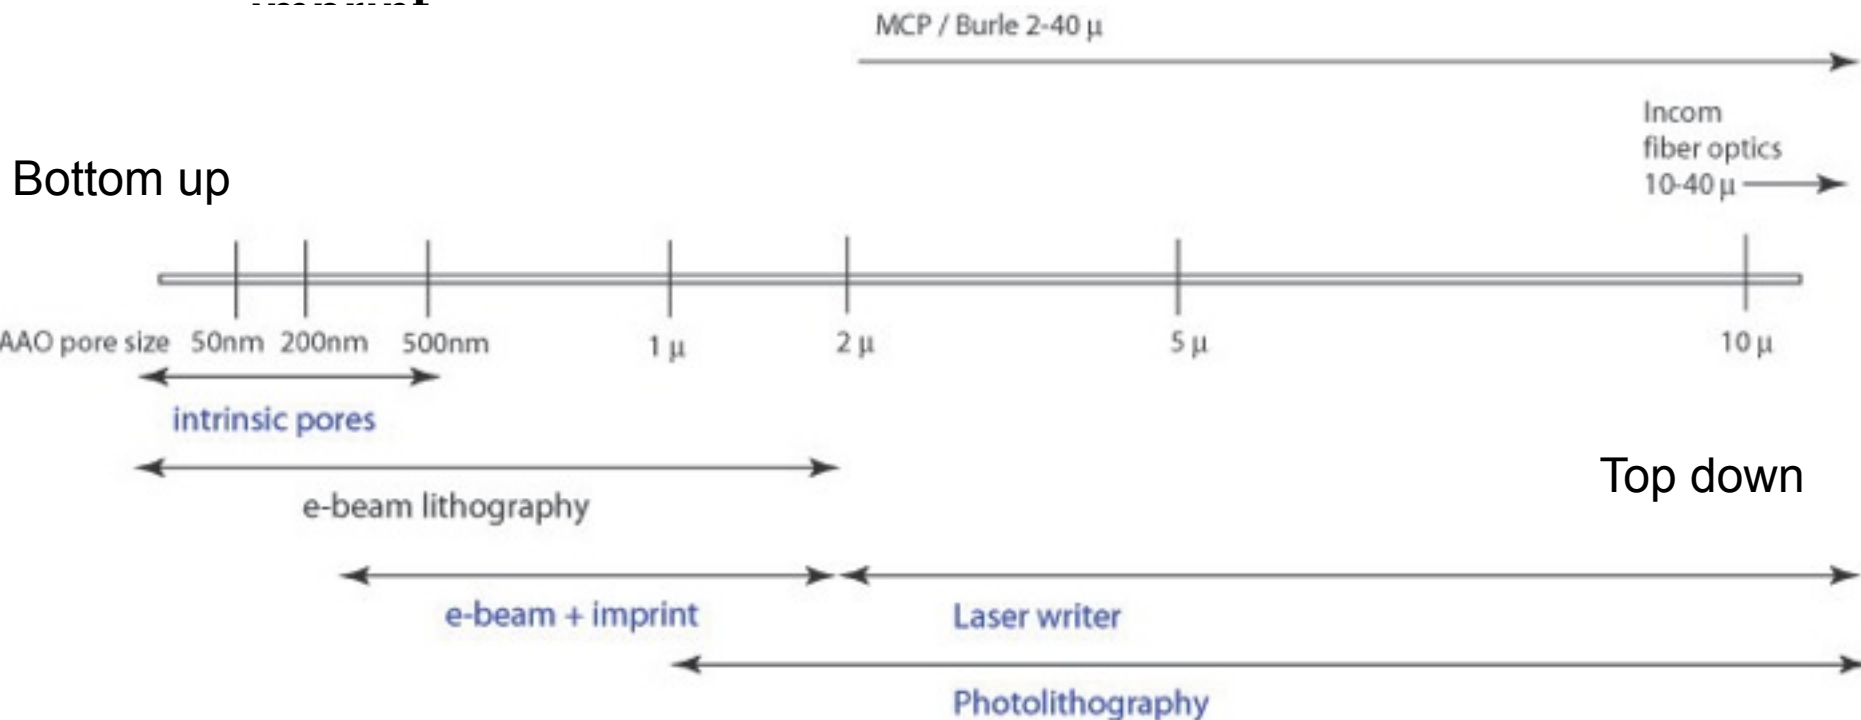 imprint
MCP / Burle 2-40 μ
Incom
fiber optics
10-40 μ
Bottom up
AAO pore size 50nm 200nm 500nm 1 μ 2 μ 5 μ 10 μ
intrinsic pores
Top down
e-beam lithography
e-beam + imprint Laser writer
Photolithography